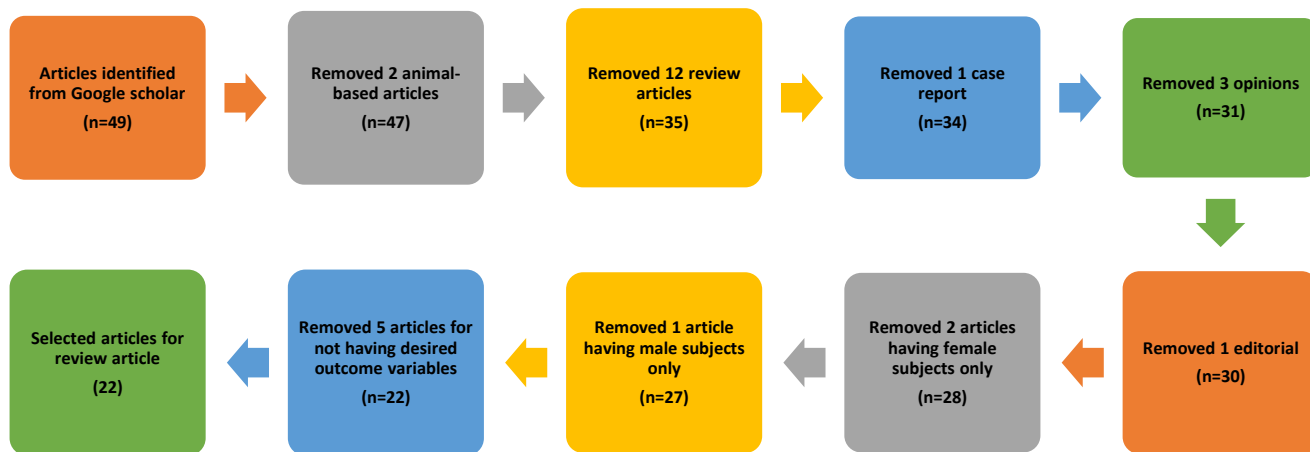 Articles identified
from Google scholar
(n=49)
Removed 2 animal-
based articles
(n=47)
Removed 12 review
articles
(n=35)
Removed 1 case
report
(n=34)
Removed 3 opinions
(n=31)
Removed 1 editorial
(n=30)
Removed 2 articles
having female
subjects only
(n=28)
Removed 1 article
having male subjects
only
(n=27)
Removed 5 articles for
not having desired
outcome variables
(n=22)
Selected articles for
review article
(22)